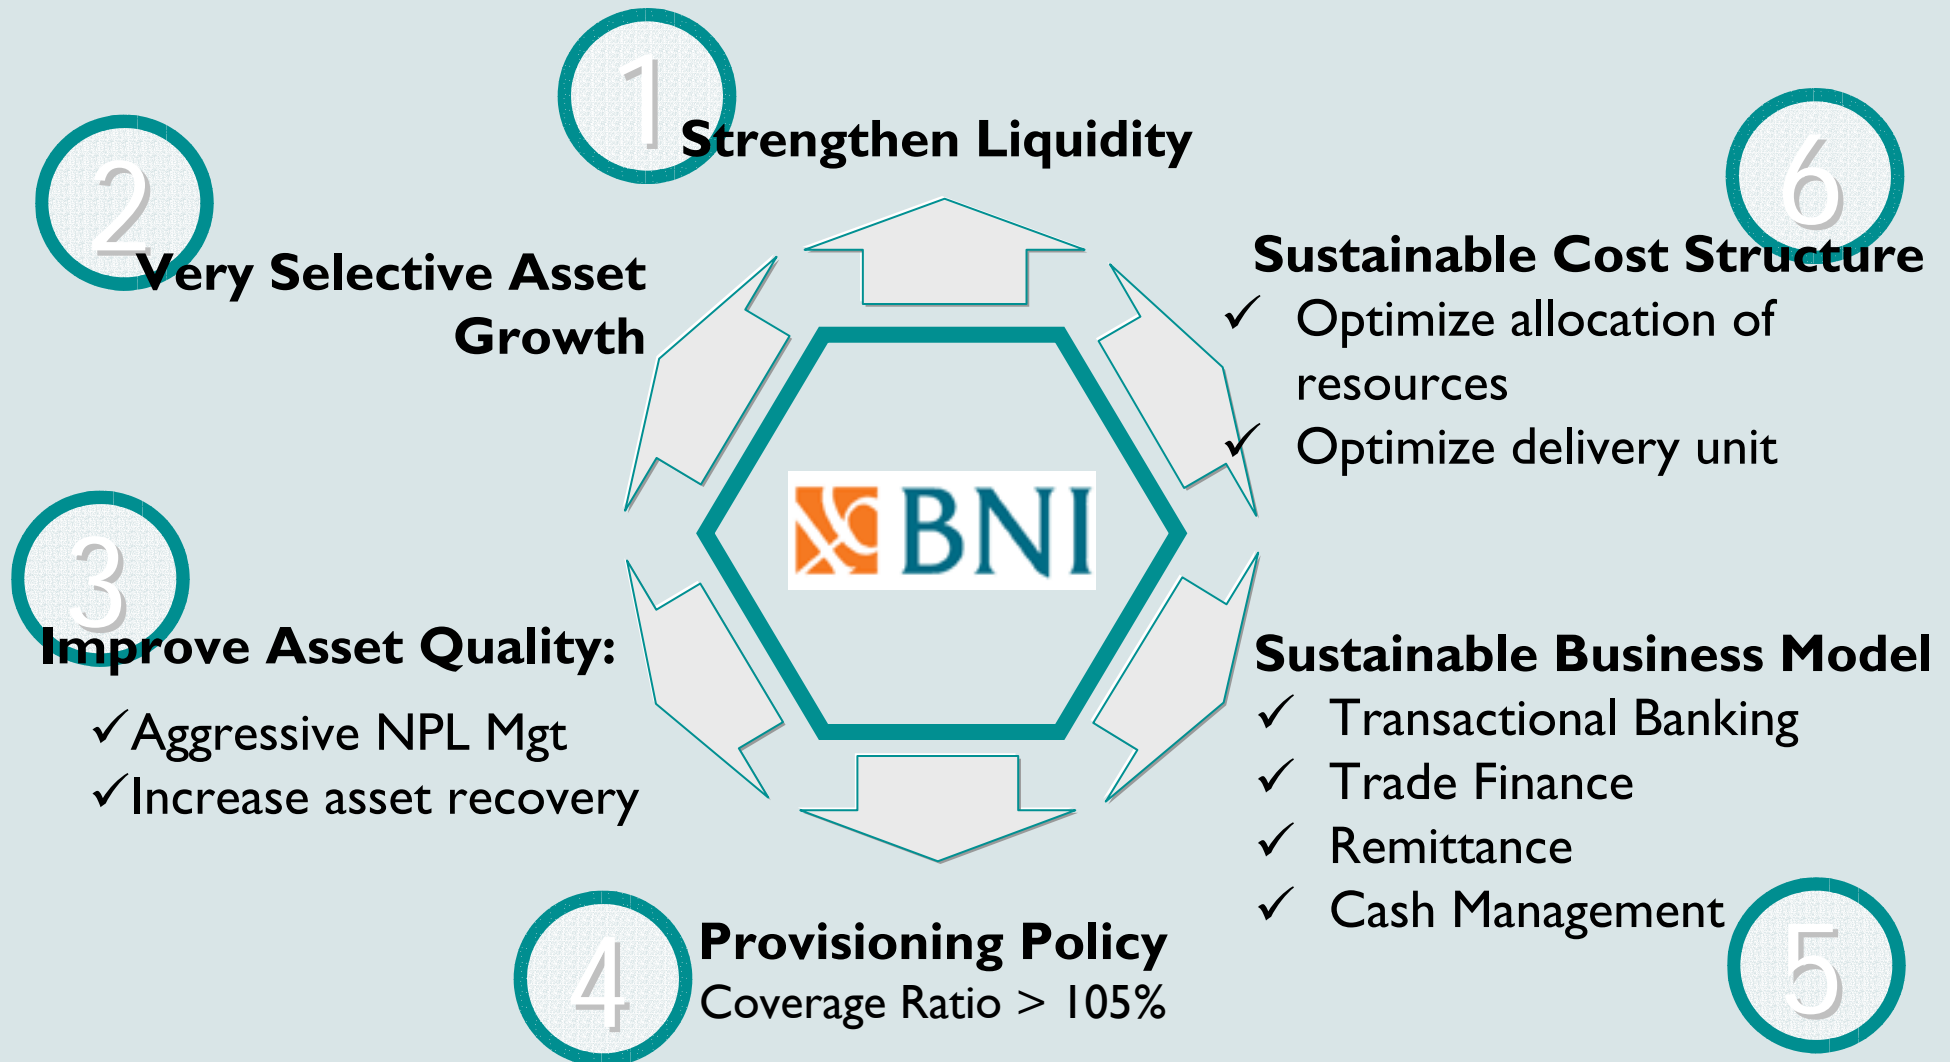 1
Strengthen Liquidity
2
Very Selective Asset
Growth
3
Improve Asset Quality:
✓Aggressive NPL Mgt
✓Increase asset recovery
4
Provisioning Policy
Coverage Ratio > 105%
5
Sustainable Business Model
✓ Transactional Banking
✓ Trade Finance
✓ Remittance
✓ Cash Management
6
Sustainable Cost Structure
✓ Optimize allocation of
resources
✓ Optimize delivery unit
BNI